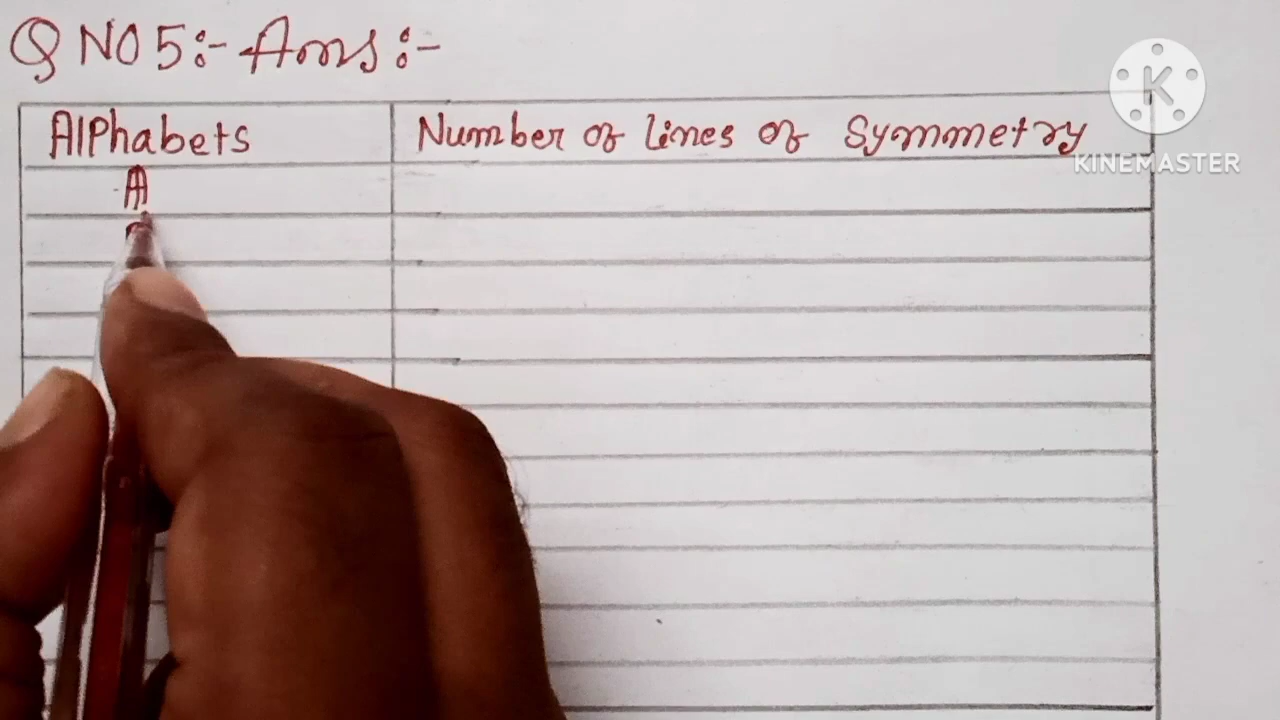 Q NO 5:- Ans:-
Alphabets Number of lines of Symmetry
A
K
KINEMASTER